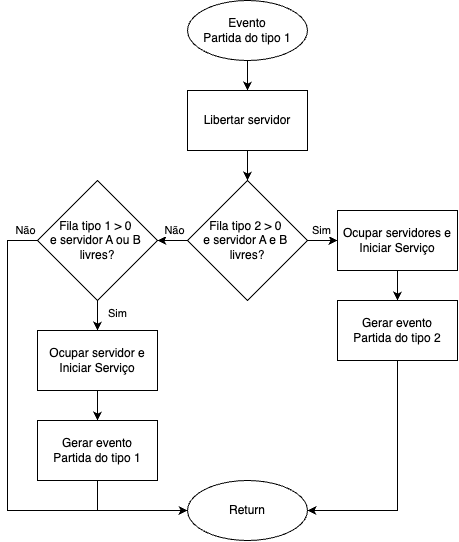 Evento
Partida do tipo 1
Libertar servidor
Fila tipo 2 > 0
e servidor A e B
livres?
Sim
Ocupar servidores e
Iniciar Serviço
Gerar evento
Partida do tipo 2
Não
Fila tipo 1 > 0
e servidor A ou B
livres?
Não
Sim
Ocupar servidor e
Iniciar Serviço
Gerar evento
Partida do tipo 1
Return